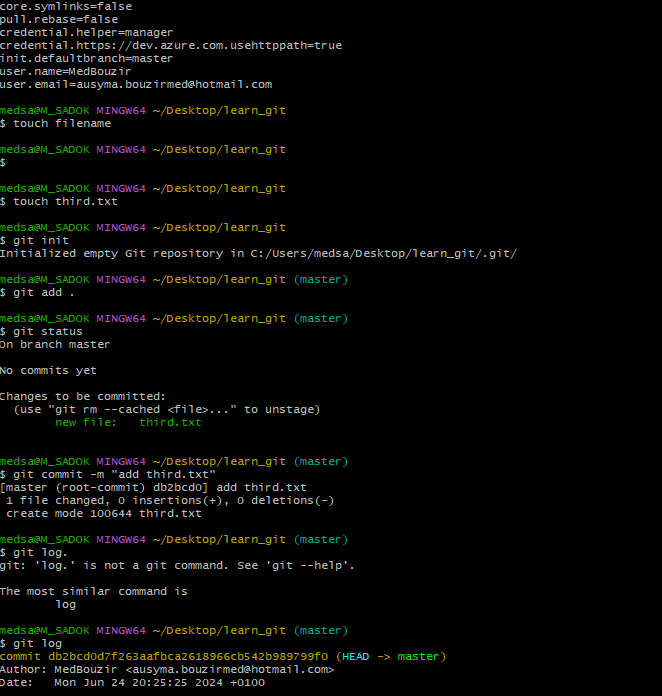 core.symlinks=false
pull.rebase=false
credential.helper=manager
credential.https://dev.azure.com.usehttppath=true
init.defaultbranch=master
user.name=MedBouzir
user.email=ausyma.bouzirmed@hotmail.com
medsa@M_SADOK MINGW64 ~/Desktop/learn_git
$ touch filename
medsa@M_SADOK MINGW64 ~/Desktop/learn_git
$
medsa@M_SADOK MINGW64 ~/Desktop/learn_git
$ touch third.txt
medsa@M_SADOK MINGW64 ~/Desktop/learn_git
$ git init
Initialized empty Git repository in C:/Users/medsa/Desktop/learn_git/.git/
medsa@M_SADOK MINGW64 ~/Desktop/learn_git (master)
$ git add .
medsa@M_SADOK MINGW64 ~/Desktop/learn_git (master)
$ git status
On branch master
No commits yet
Changes to be committed:
  (use "git rm --cached <file>..." to unstage)
        new file:   third.txt
medsa@M_SADOK MINGW64 ~/Desktop/learn_git (master)
$ git commit -m "add third.txt"
[master (root-commit) db2bcd0] add third.txt
 1 file changed, 0 insertions(+), 0 deletions(-)
 create mode 100644 third.txt
medsa@M_SADOK MINGW64 ~/Desktop/learn_git (master)
$ git log.
git: 'log.' is not a git command. See 'git --help'.
The most similar command is
        log
medsa@M_SADOK MINGW64 ~/Desktop/learn_git (master)
$ git log
commit db2bcd0d7f263aafbca2618966cb542b989799f0 (HEAD -> master)
Author: MedBouzir <ausyma.bouzirmed@hotmail.com>
Date:   Mon Jun 24 20:25:25 2024 +0100